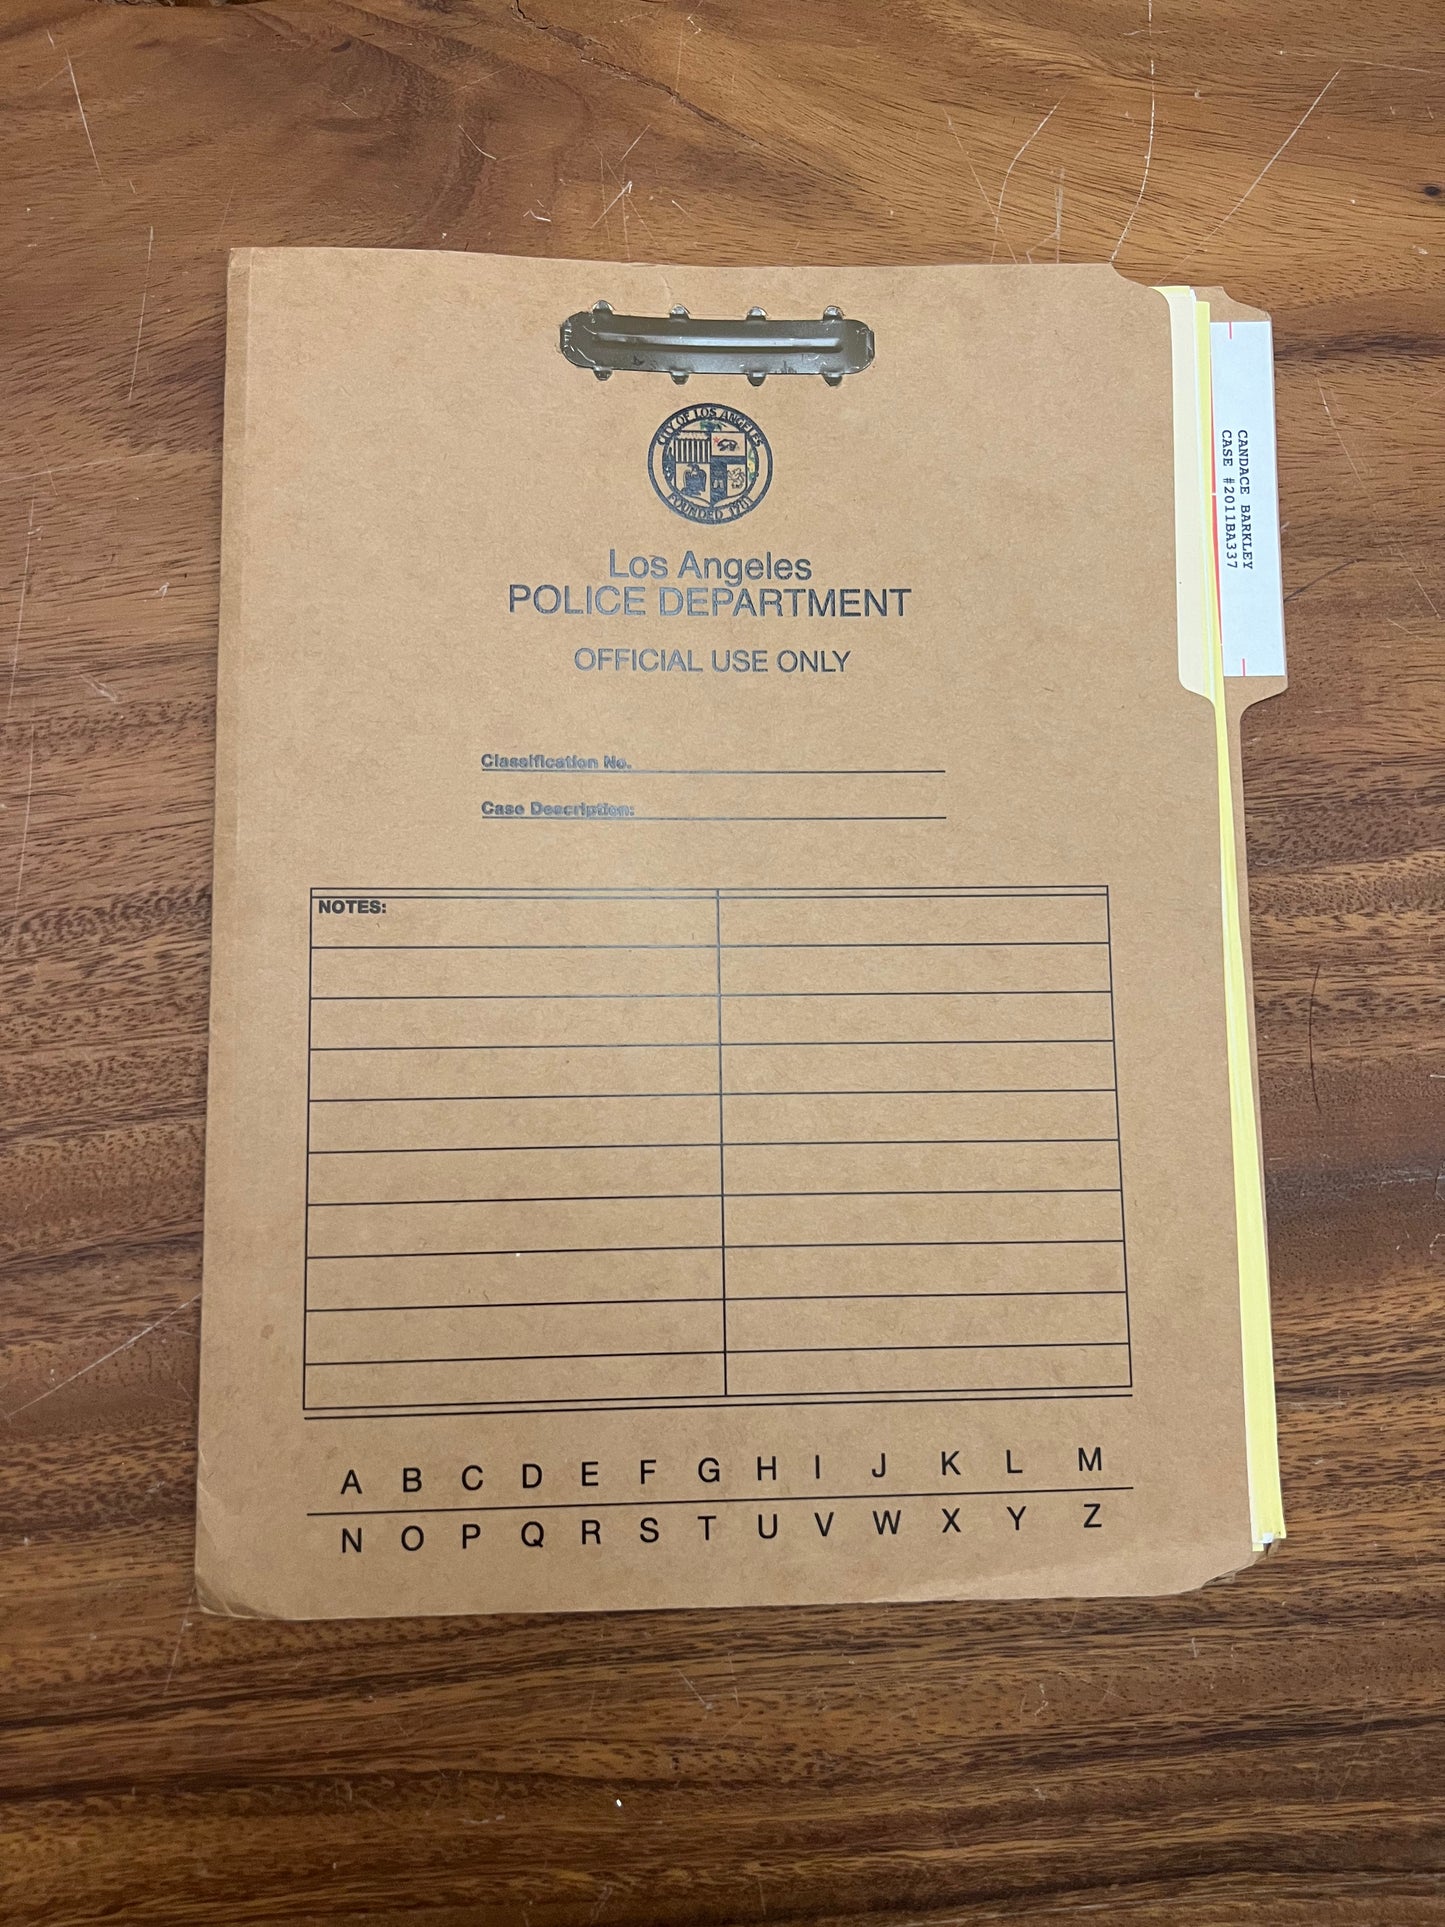 CITY OF LOS ANGELES
FOUNDED 1781
Los Angeles
POLICE DEPARTMENT
OFFICIAL USE ONLY
Classification No.
Case Description:
NOTES:
A B C D E F G H I J K L M
N O P Q R S T U V W X Y Z
CANDACE BARKLEY
CASE #2011BA337